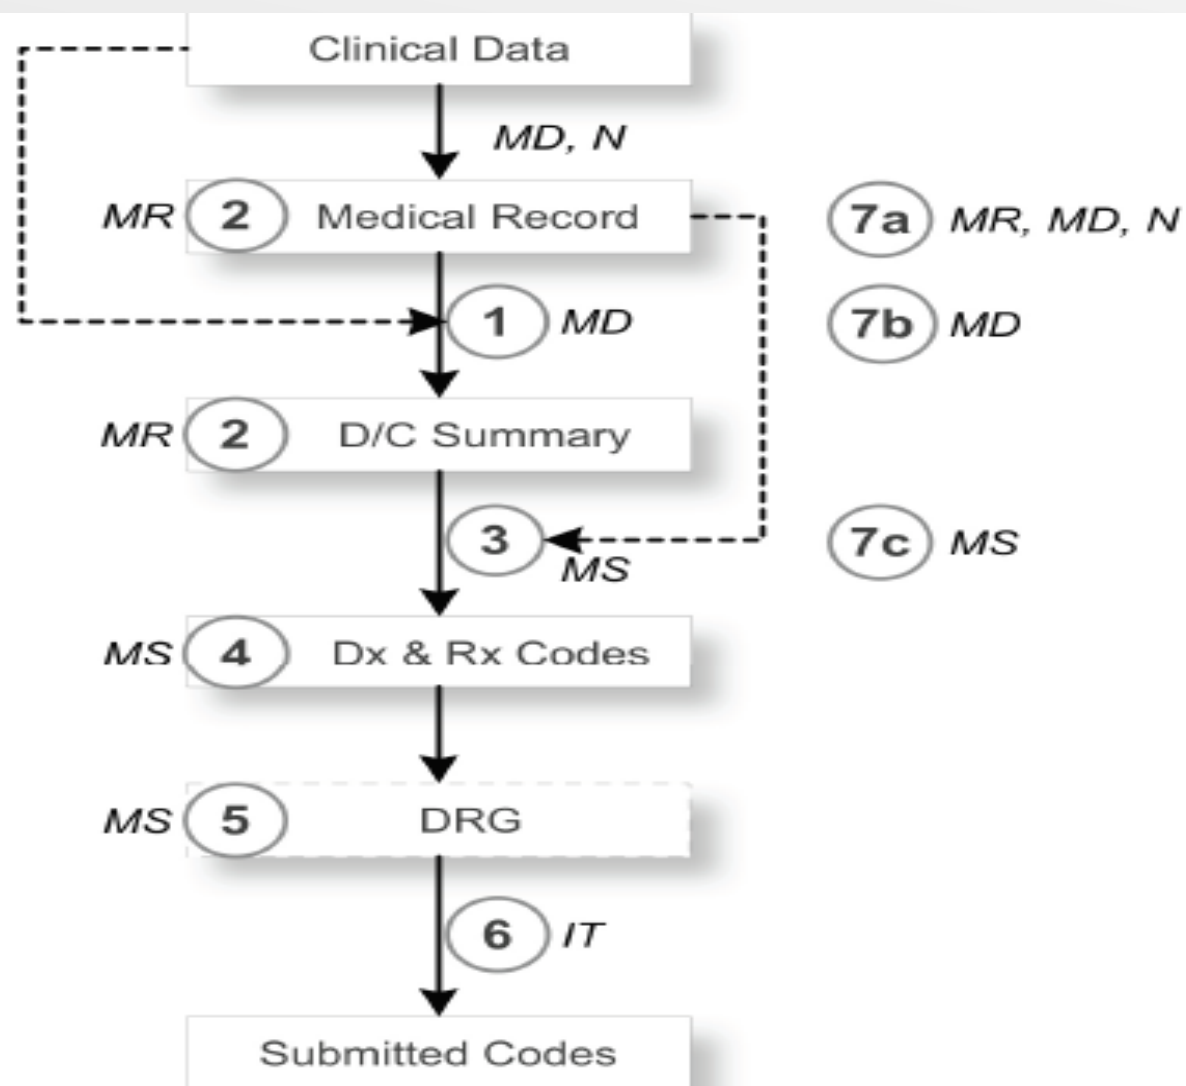 Clinical Data
MD, N
MR 2 Medical Record 7a MR, MD, N
1 MD 7b MD
MR 2 D/C Summary
3 MS 7c MS
MS 4 Dx & Rx Codes
MS 5 DRG
6 IT
Submitted Codes